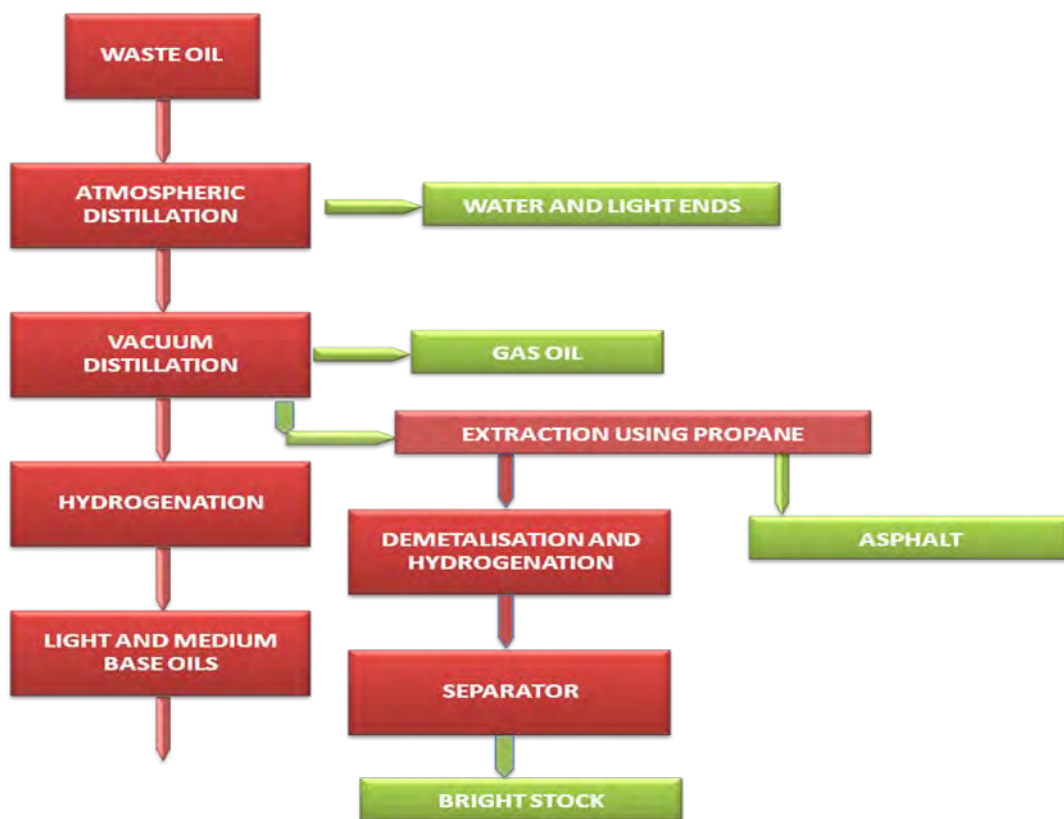 WASTE OIL
ATMOSPHERIC
DISTILLATION
WATER AND LIGHT ENDS
VACUUM
DISTILLATION
GAS OIL
EXTRACTION USING PROPANE
HYDROGENATION
DEMETALISATION AND
HYDROGENATION
ASPHALT
LIGHT AND MEDIUM
BASE OILS
SEPARATOR
BRIGHT STOCK